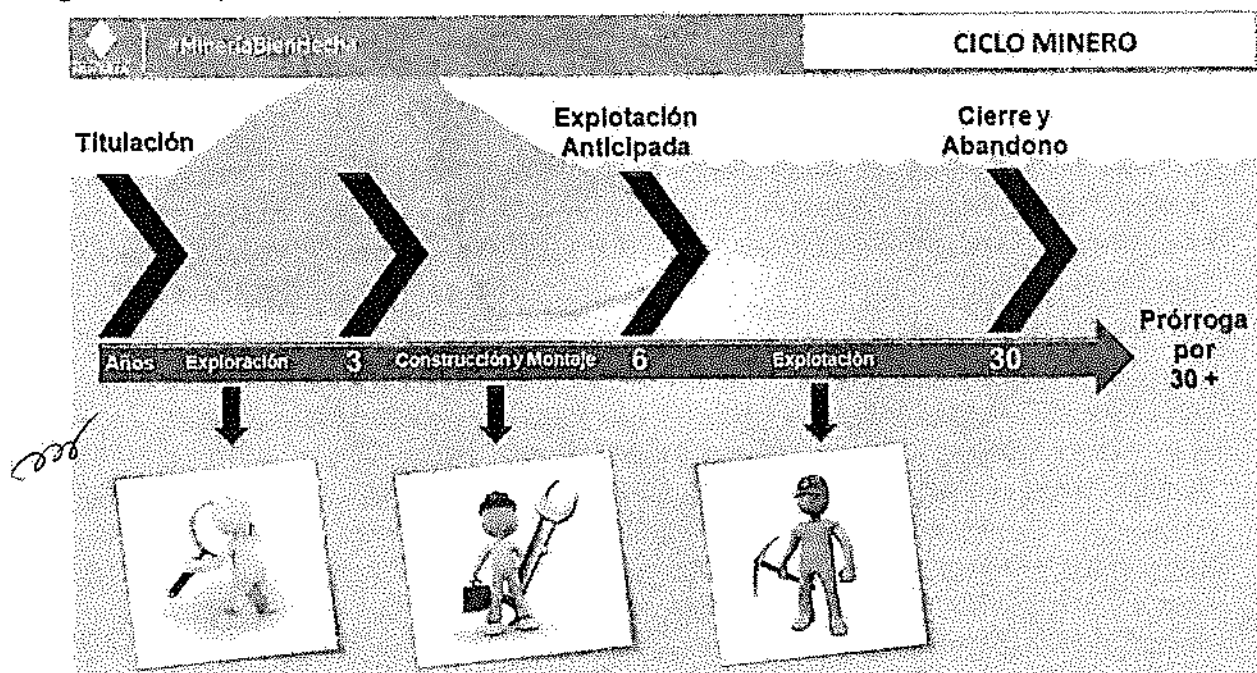 #MineríaBienHecha
CICLO MINERO
Titulación
Explotación
Anticipada
Cierre y
Abandono
Años Exploración 3 Construcción y Montaje 6 Explotación 30
Prórroga
por
30 +